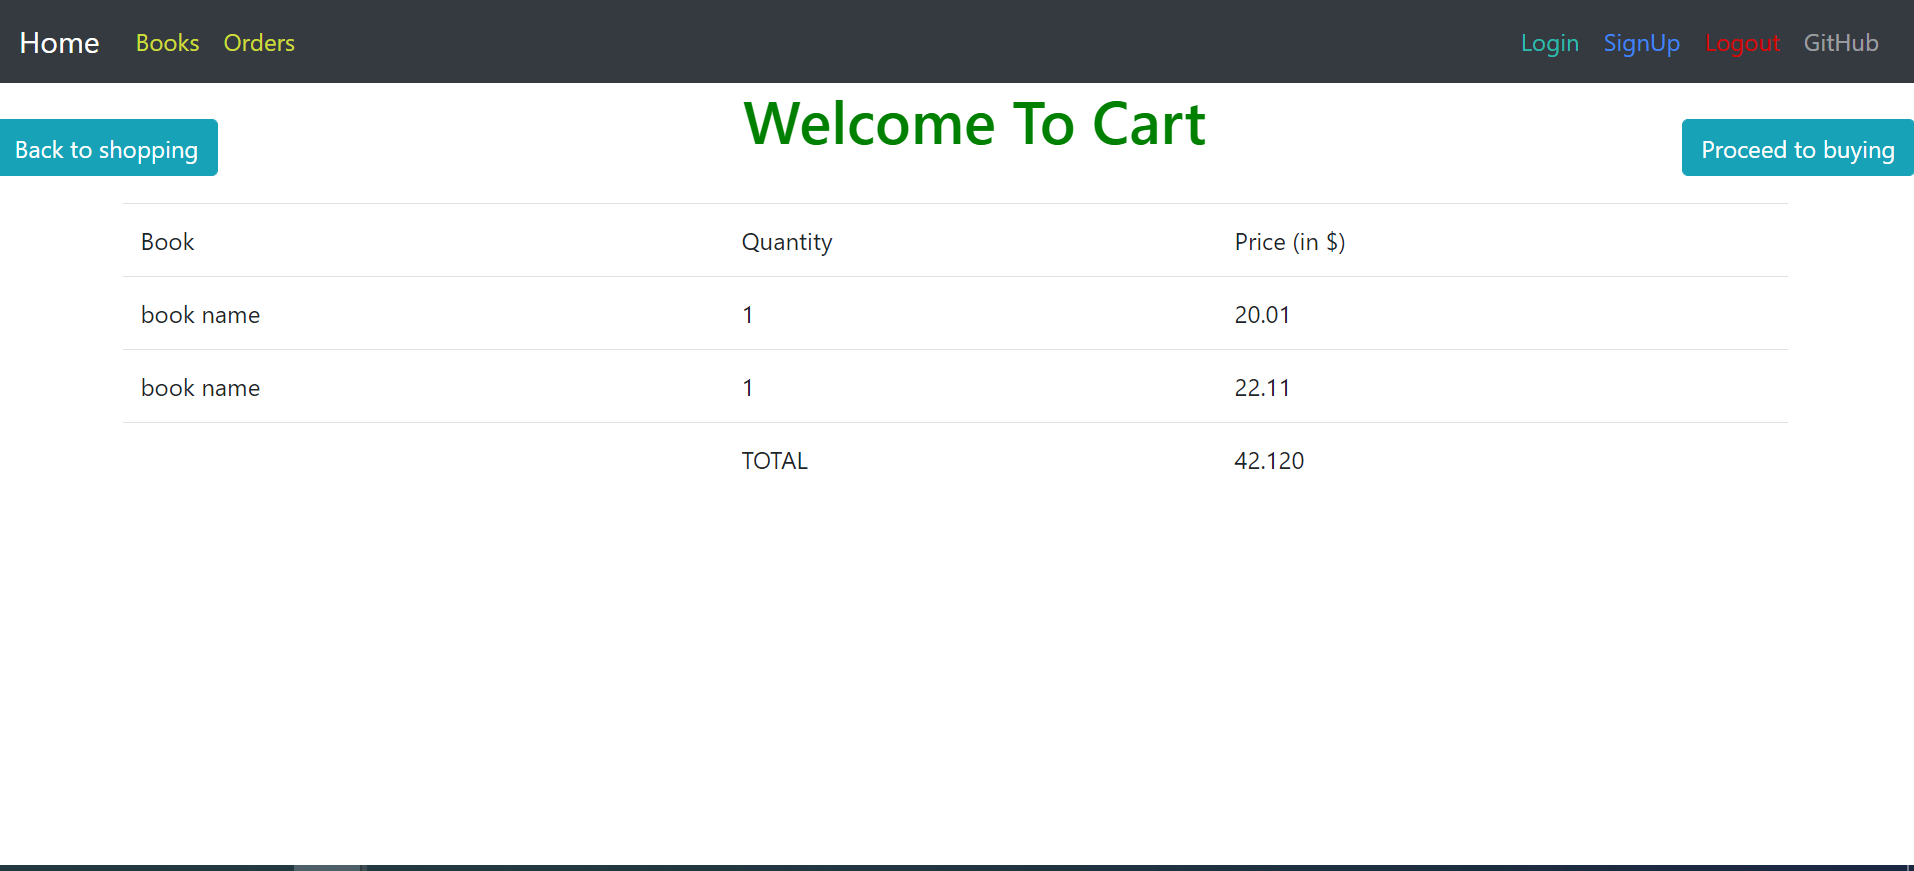 Home Books Orders Login SignUp Logout GitHub
Welcome To Cart
Back to shopping Proceed to buying
Book Quantity Price (in $)
book name 1 20.01
book name 1 22.11
TOTAL 42.120